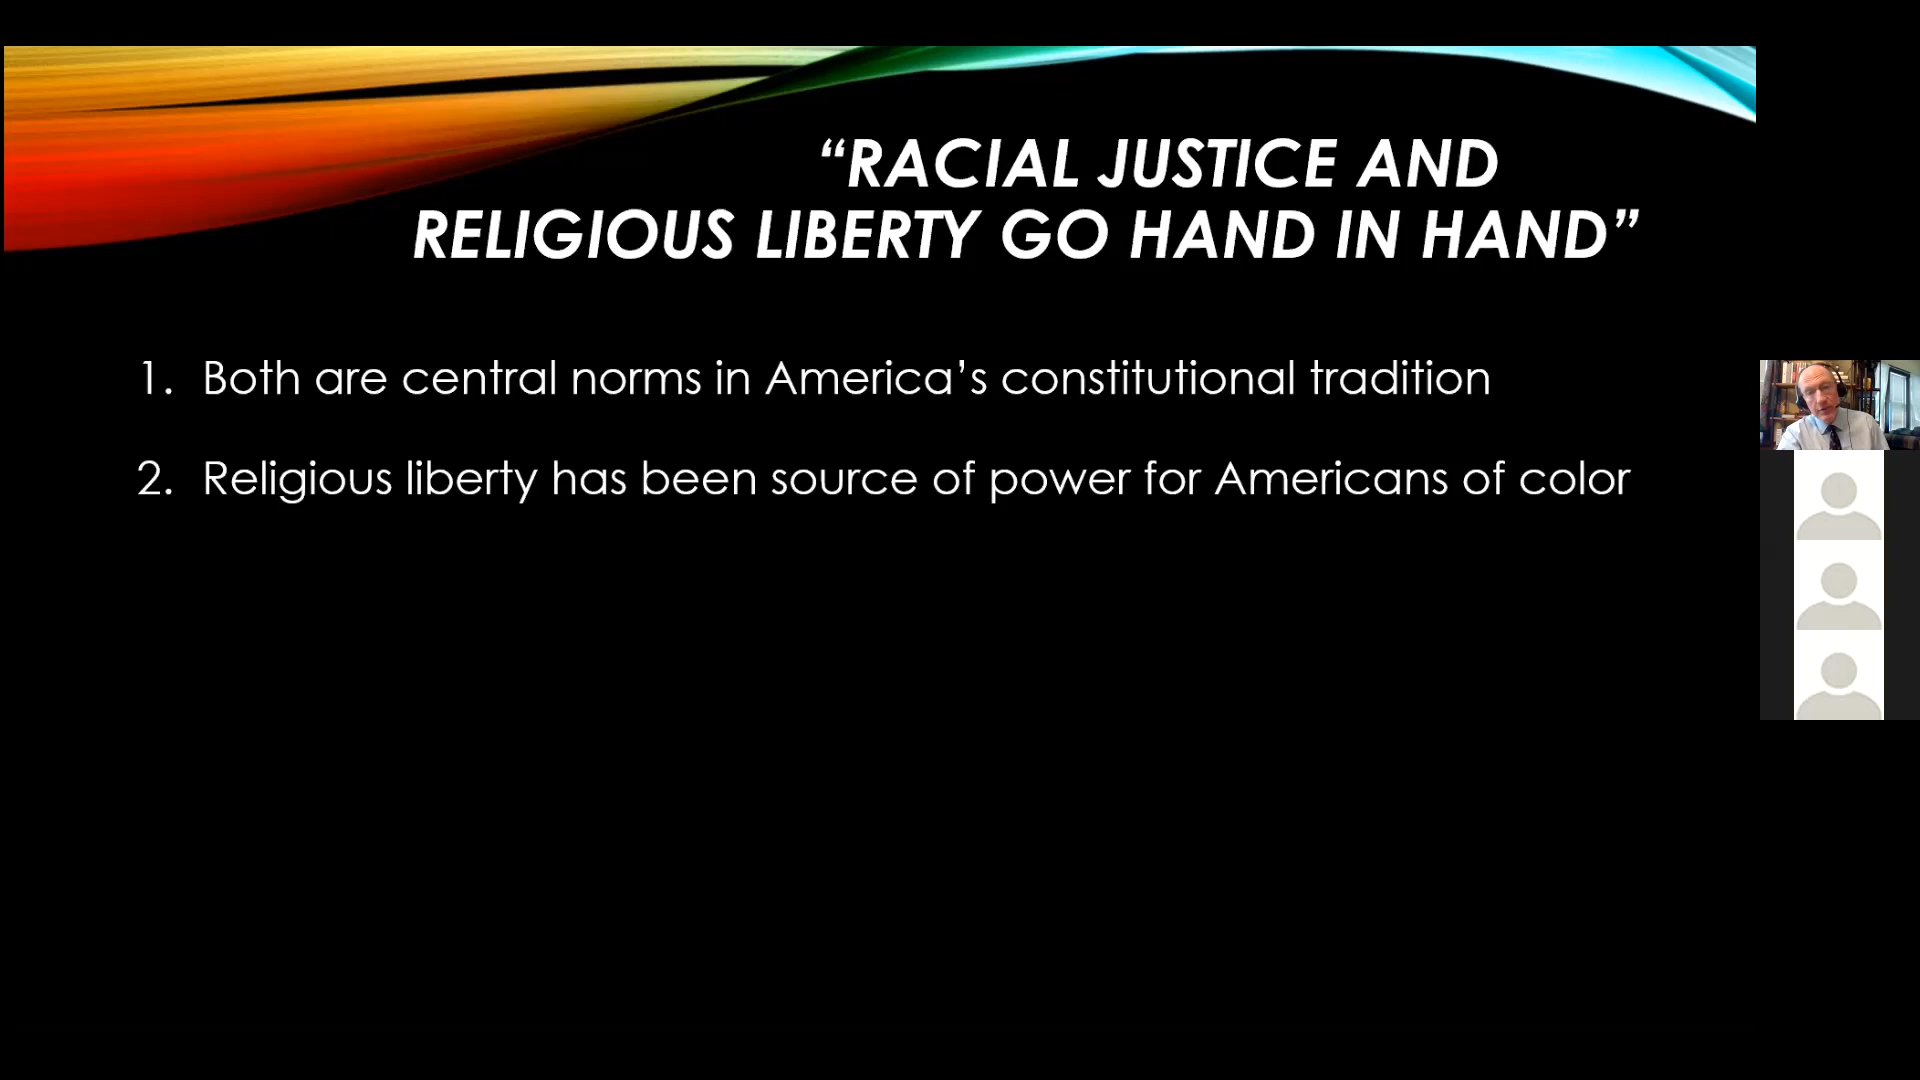 “RACIAL JUSTICE AND
RELIGIOUS LIBERTY GO HAND IN HAND”
1. Both are central norms in America’s constitutional tradition
2. Religious liberty has been source of power for Americans of color